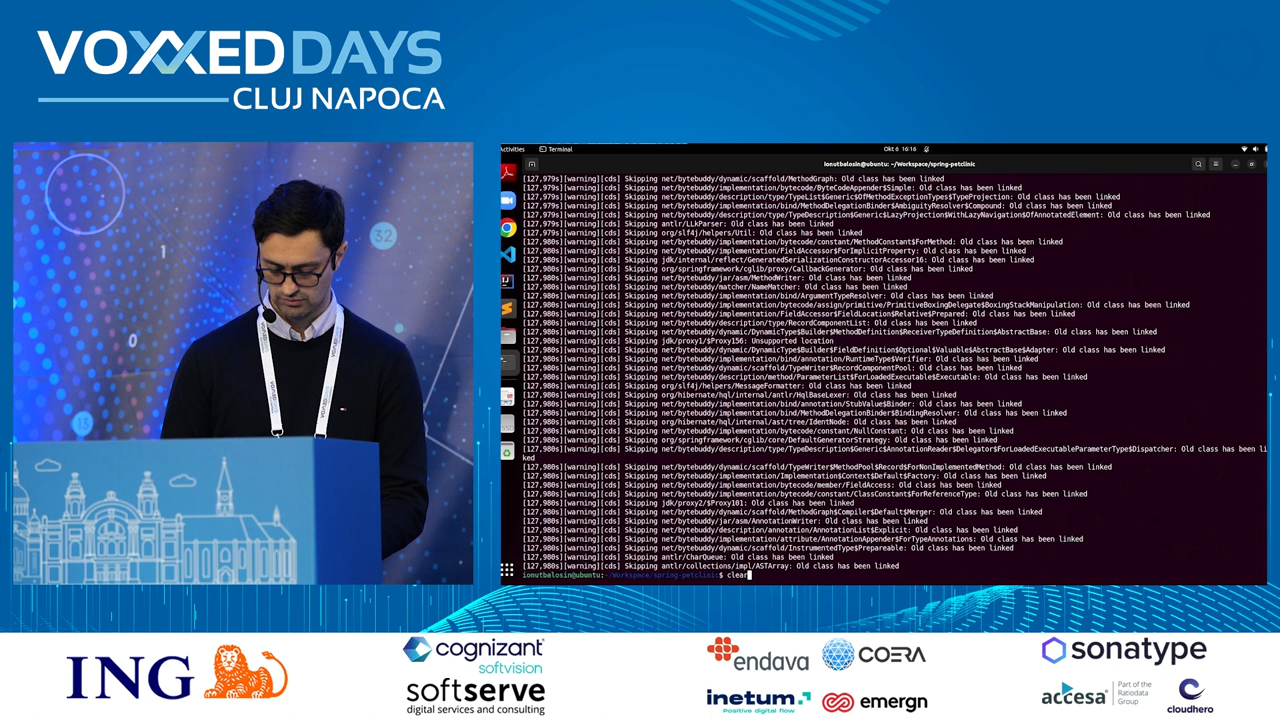 VOXXED DAYS
CLUJ NAPOCA
1
32
0
13
Activities
Terminal
Okt 6 16:16
ionutbalosin@ubuntu: ~/Workspace/spring-petclinic
[127,979s][warning][cds] Skipping net/bytebuddy/dynamic/scaffold/MethodGraph: Old class has been linked
[127,979s][warning][cds] Skipping net/bytebuddy/implementation/bytecode/ByteCodeAppender$Simple: Old class has been linked
[127,979s][warning][cds] Skipping net/bytebuddy/description/type/TypeList$Generic$OfMethodExceptionTypes$TypeProjection: Old class has been linked
[127,979s][warning][cds] Skipping net/bytebuddy/implementation/bind/MethodDelegationBinder$AmbiguityResolver$Compound: Old class has been linked
[127,979s][warning][cds] Skipping net/bytebuddy/description/type/TypeDescription$Generic$LazyProjection$WithLazyNavigation$OfAnnotatedElement: Old class has been linked
[127,979s][warning][cds] Skipping antlr/LLkParser: Old class has been linked
[127,979s][warning][cds] Skipping org/slf4j/helpers/Util: Old class has been linked
[127,980s][warning][cds] Skipping net/bytebuddy/implementation/bytecode/constant/MethodConstant$ForMethod: Old class has been linked
[127,980s][warning][cds] Skipping net/bytebuddy/implementation/FieldAccessor$ForImplicitProperty: Old class has been linked
[127,980s][warning][cds] Skipping jdk/internal/reflect/GeneratedSerializationConstructorAccessor16: Old class has been linked
[127,980s][warning][cds] Skipping org/springframework/cglib/proxy/CallbackGenerator: Old class has been linked
[127,980s][warning][cds] Skipping net/bytebuddy/jar/asm/MethodWriter: Old class has been linked
[127,980s][warning][cds] Skipping net/bytebuddy/matcher/NameMatcher: Old class has been linked
[127,980s][warning][cds] Skipping net/bytebuddy/implementation/bind/ArgumentTypeResolver: Old class has been linked
[127,980s][warning][cds] Skipping net/bytebuddy/implementation/bytecode/assign/primitive/PrimitiveBoxingDelegate$BoxingStackManipulation: Old class has been linked
[127,980s][warning][cds] Skipping net/bytebuddy/implementation/FieldAccessor$FieldLocation$Relative$Prepared: Old class has been linked
[127,980s][warning][cds] Skipping net/bytebuddy/description/type/RecordComponentList: Old class has been linked
[127,980s][warning][cds] Skipping net/bytebuddy/dynamic/DynamicType$Builder$MethodDefinition$ReceiverTypeDefinition$AbstractBase: Old class has been linked
[127,980s][warning][cds] Skipping jdk/proxy1/$Proxy156: Unsupported location
[127,980s][warning][cds] Skipping net/bytebuddy/dynamic/DynamicType$Builder$FieldDefinition$Optional$Valuable$AbstractBase$Adapter: Old class has been linked
[127,980s][warning][cds] Skipping net/bytebuddy/implementation/bind/annotation/RuntimeType$Verifier: Old class has been linked
[127,980s][warning][cds] Skipping net/bytebuddy/dynamic/scaffold/TypeWriter$RecordComponentPool: Old class has been linked
[127,980s][warning][cds] Skipping net/bytebuddy/description/method/ParameterList$ForLoadedExecutable$Executable: Old class has been linked
[127,980s][warning][cds] Skipping org/slf4j/helpers/MessageFormatter: Old class has been linked
[127,980s][warning][cds] Skipping org/hibernate/hql/internal/antlr/HqlBaseLexer: Old class has been linked
[127,980s][warning][cds] Skipping net/bytebuddy/implementation/bind/annotation/StubValue$Binder: Old class has been linked
[127,980s][warning][cds] Skipping net/bytebuddy/implementation/bind/MethodDelegationBinder$BindingResolver: Old class has been linked
[127,980s][warning][cds] Skipping org/hibernate/hql/internal/ast/tree/IdentNode: Old class has been linked
[127,980s][warning][cds] Skipping net/bytebuddy/implementation/bytecode/constant/NullConstant: Old class has been linked
[127,980s][warning][cds] Skipping org/springframework/cglib/core/DefaultGeneratorStrategy: Old class has been linked
[127,980s][warning][cds] Skipping net/bytebuddy/description/type/TypeDescription$Generic$AnnotationReader$Delegator$ForLoadedExecutableParameterType$Dispatcher: Old class has been li
ked
[127,980s][warning][cds] Skipping net/bytebuddy/dynamic/scaffold/TypeWriter$MethodPool$Record$ForNonImplementedMethod: Old class has been linked
[127,980s][warning][cds] Skipping net/bytebuddy/implementation/Implementation$Context$Default$Factory: Old class has been linked
[127,980s][warning][cds] Skipping net/bytebuddy/implementation/bytecode/member/FieldAccess: Old class has been linked
[127,980s][warning][cds] Skipping net/bytebuddy/implementation/bytecode/constant/ClassConstant$ForReferenceType: Old class has been linked
[127,980s][warning][cds] Skipping jdk/proxy2/$Proxy101: Old class has been linked
[127,980s][warning][cds] Skipping net/bytebuddy/dynamic/scaffold/MethodGraph$Compiler$Default$Merger: Old class has been linked
[127,980s][warning][cds] Skipping net/bytebuddy/jar/asm/AnnotationWriter: Old class has been linked
[127,980s][warning][cds] Skipping net/bytebuddy/description/annotation/AnnotationList$Explicit: Old class has been linked
[127,980s][warning][cds] Skipping net/bytebuddy/implementation/attribute/AnnotationAppender$ForTypeAnnotations: Old class has been linked
[127,980s][warning][cds] Skipping net/bytebuddy/dynamic/scaffold/InstrumentedType$Prepareable: Old class has been linked
[127,980s][warning][cds] Skipping antlr/CharQueue: Old class has been linked
[127,980s][warning][cds] Skipping antlr/collections/impl/ASTArray: Old class has been linked
ionutbalosin@ubuntu:~/Workspace/spring-petclinic$ clear
ING
cognizant
softvision
softserve
digital services and consulting
endava
COERA
inetum.
Positive digital flow
emergn
sonatype
accesa
Part of the
Ratiodata
Group
cloudhero